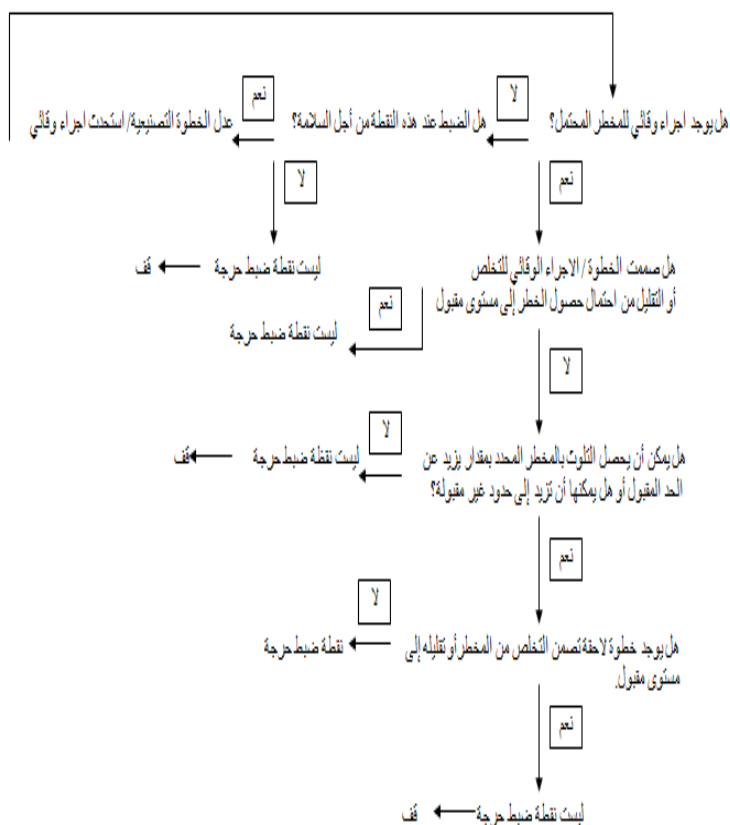 هل يوجد اجراء وقائي للمخطر المحتمل؟
لا
هل الضبط عند هذه النقطة من أجل السلامة؟
نعم
عدل الخطوة التصنيعية/ استحدث اجراء وقائي
نعم
لا
ليست نقطة ضبط حرجة
قف
هل صممت الخطوة / الاجراء الوقائي للتخلص
أو التقليل من احتمال حصول الخطر إلى مستوى مقبول
نعم
ليست نقطة ضبط حرجة
لا
هل يمكن أن يحصل التلوث بالمخطر المحدد بمقدار يزيد عن
الحد المقبول أو هل يمكنها أن تزيد إلى حدود غير مقبولة؟
لا
ليست نقظة ضبط حرجة
قف
نعم
هل يوجد خطوة لاحقة تضمن التخلص من المخطر أو تقليله إلى
مستوى مقبول.
لا
نقطة ضبط حرجة
نعم
ليست نقطة ضبط حرجة
قف